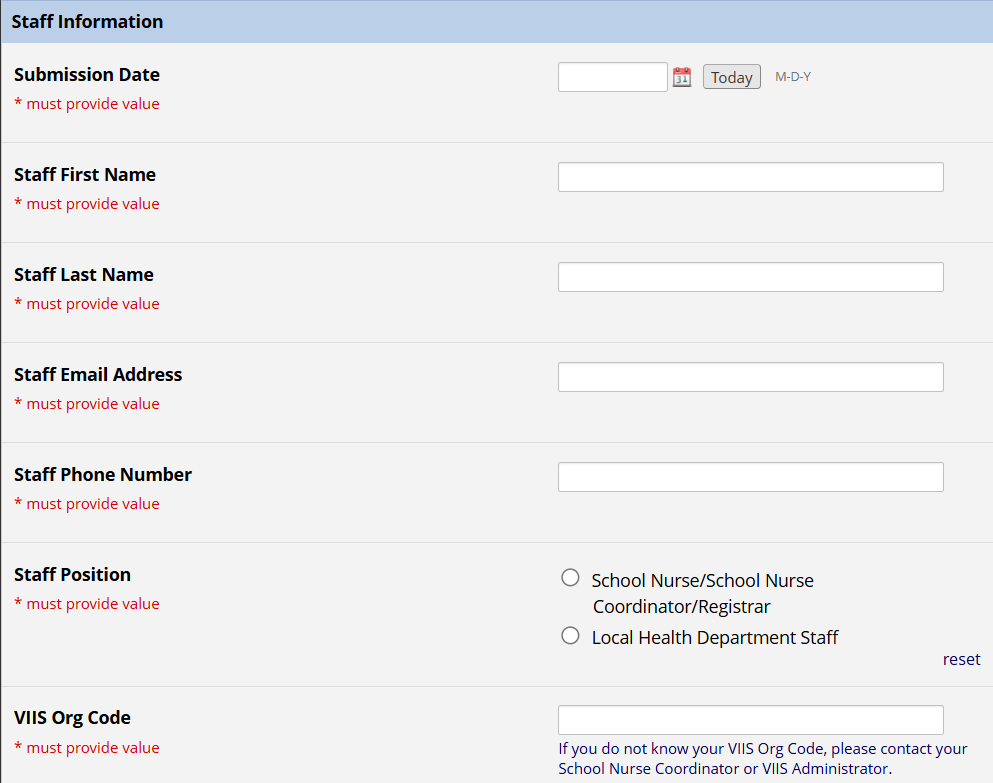 Staff Information
Submission Date
31 Today M-D-Y
* must provide value
Staff First Name
* must provide value
Staff Last Name
* must provide value
Staff Email Address
* must provide value
Staff Phone Number
* must provide value
Staff Position
* must provide value
School Nurse/School Nurse
Coordinator/Registrar
Local Health Department Staff
reset
VIIS Org Code
* must provide value
If you do not know your VIIS Org Code, please contact your
School Nurse Coordinator or VIIS Administrator.